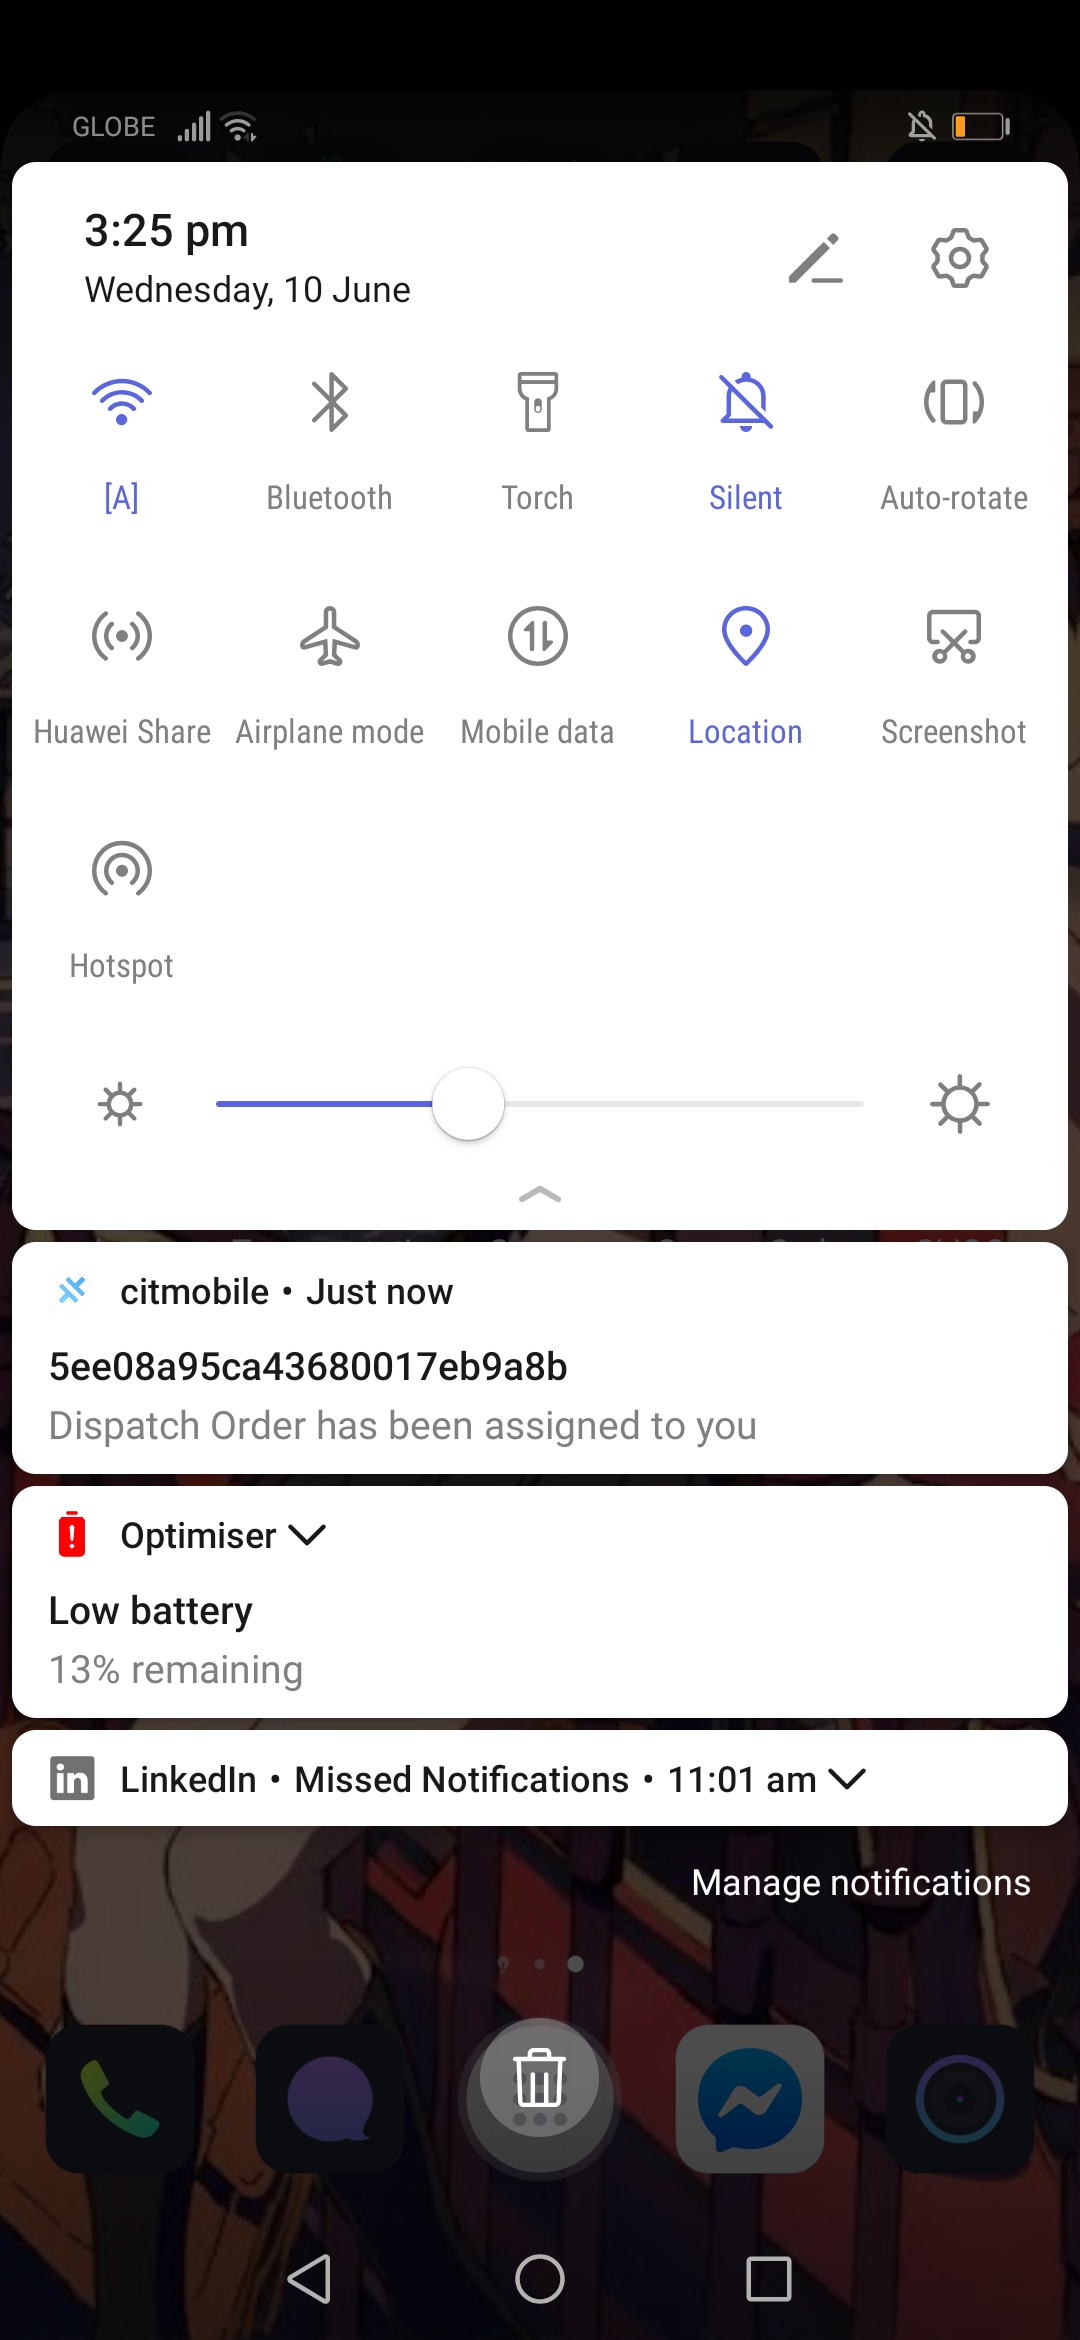 GLOBE
3:25 pm
Wednesday, 10 June
[A] Bluetooth Torch Silent Auto-rotate
Huawei Share Airplane mode Mobile data Location Screenshot
Hotspot
citmobile • Just now
5ee08a95ca43680017eb9a8b
Dispatch Order has been assigned to you
Optimiser
Low battery
13% remaining
in LinkedIn • Missed Notifications • 11:01 am
Manage notifications